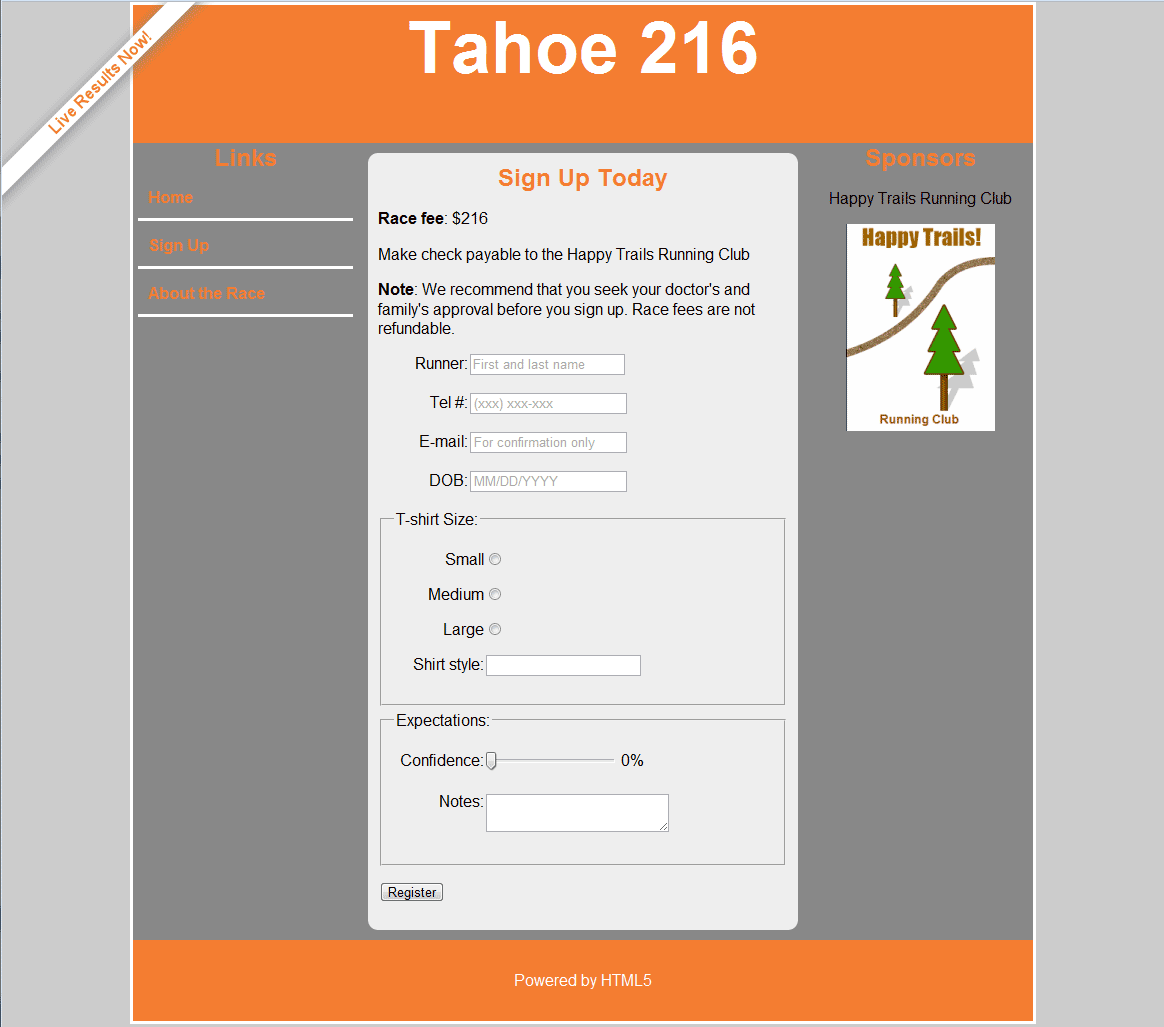 Live Results Now!
Tahoe 216
Links
Home
Sign Up
About the Race
Sign Up Today
Race fee: $216
Make check payable to the Happy Trails Running Club
Note: We recommend that you seek your doctor's and
family's approval before you sign up. Race fees are not
refundable.
Runner: First and last name
Tel #: (xxx) xxx-xxx
E-mail: For confirmation only
DOB: MM/DD/YYYY
T-shirt Size:
Small
Medium
Large
Shirt style:
Expectations:
Confidence: 0%
Notes:
Register
Sponsors
Happy Trails Running Club
Happy Trails!
Running Club
Powered by HTML5